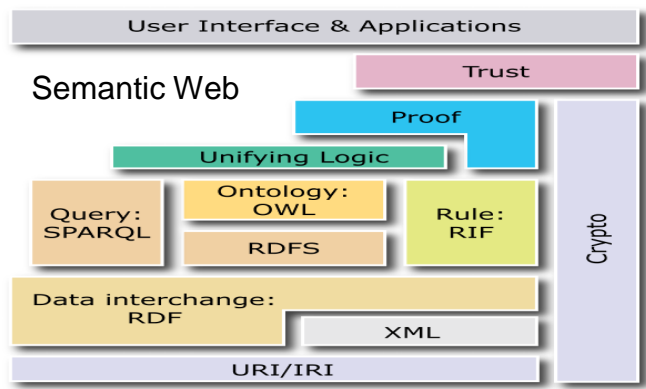 User Interface & Applications
Trust
Semantic Web
Proof
Unifying Logic
Query:
SPARQL
Ontology:
OWL
RDFS
Rule:
RIF
Crypto
Data interchange:
RDF
XML
URI/IRI